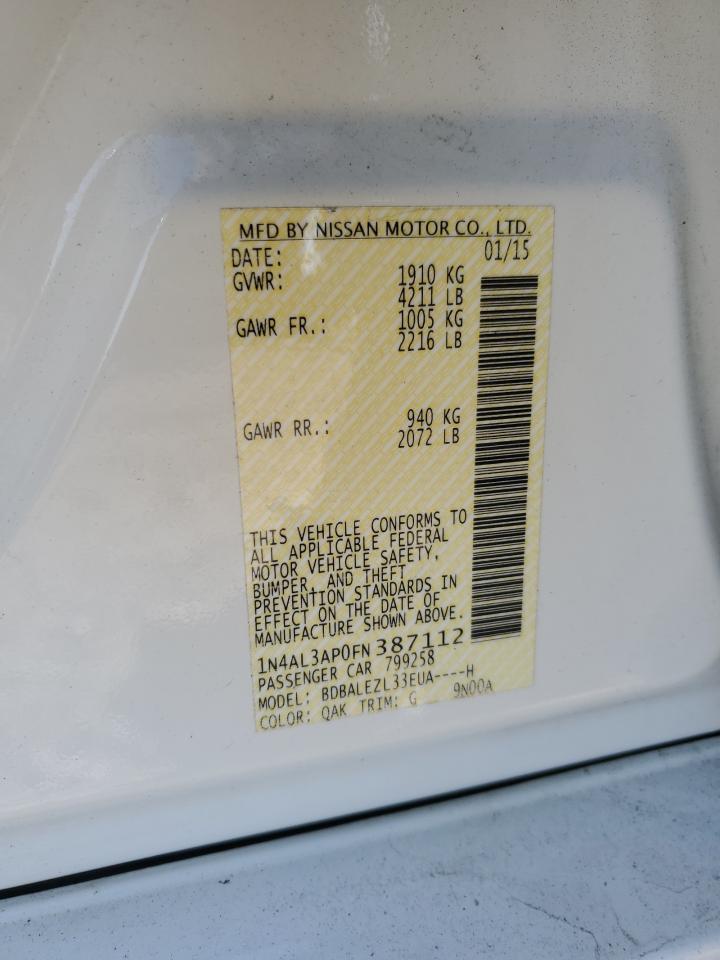 MFD BY NISSAN MOTOR CO., LTD.
DATE: 01/15
GVWR: 1910 KG
4211 LB
GAWR FR.: 1005 KG
2216 LB
GAWR RR.: 940 KG
2072 LB
THIS VEHICLE CONFORMS TO
ALL APPLICABLE FEDERAL
MOTOR VEHICLE SAFETY,
BUMPER, AND THEFT
PREVENTION STANDARDS IN
EFFECT ON THE DATE OF
MANUFACTURE SHOWN ABOVE.
1N4AL3AP0FN387112
PASSENGER CAR 799258
MODEL: BDBALEZL33EUA----H
COLOR: QAK TRIM: G 9N00A